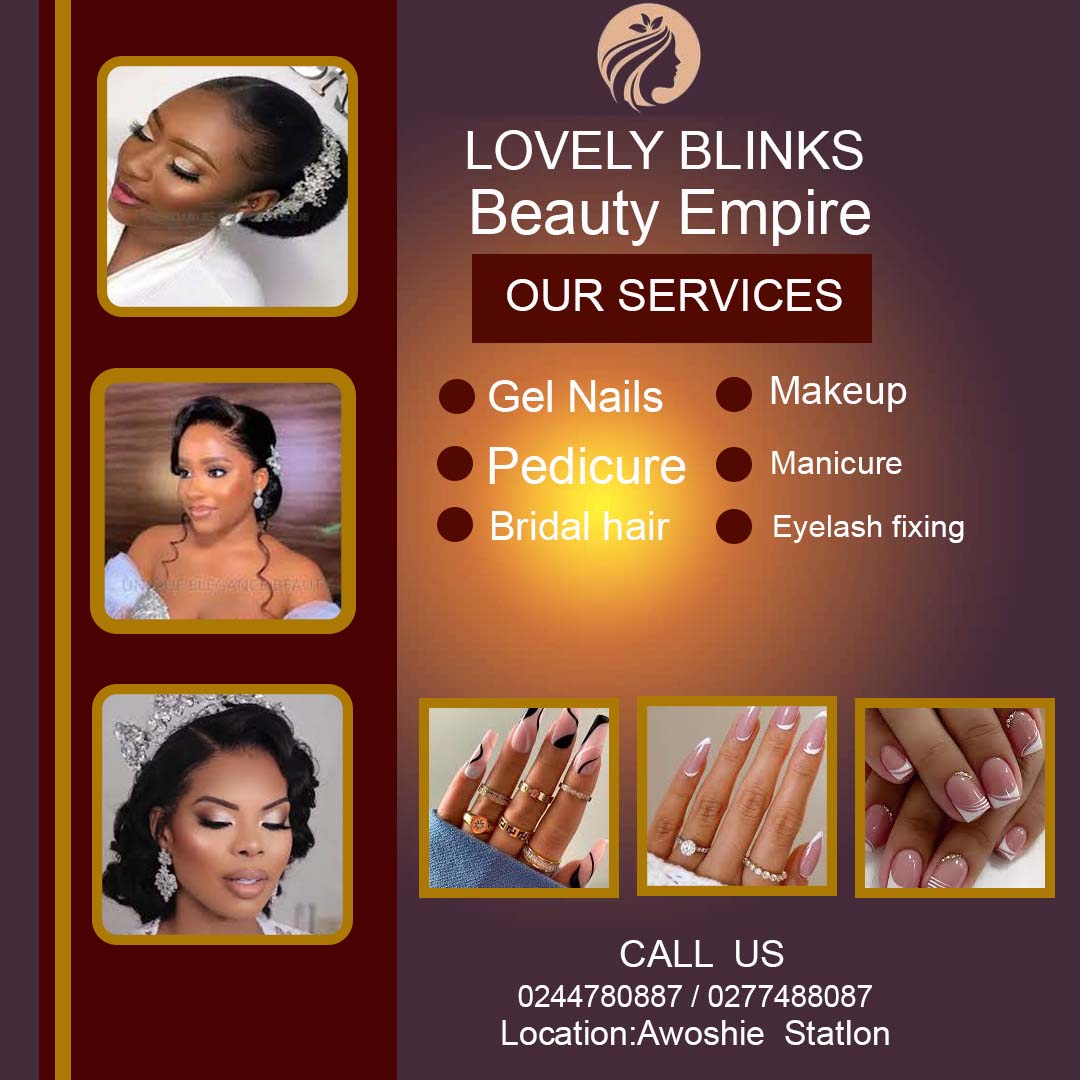 LOVELY BLINKS
Beauty Empire
OUR SERVICES
Gel Nails
Makeup
Pedicure
Manicure
Bridal hair
Eyelash fixing
CALL US
0244780887 / 0277488087
Location:Awoshie Statlon